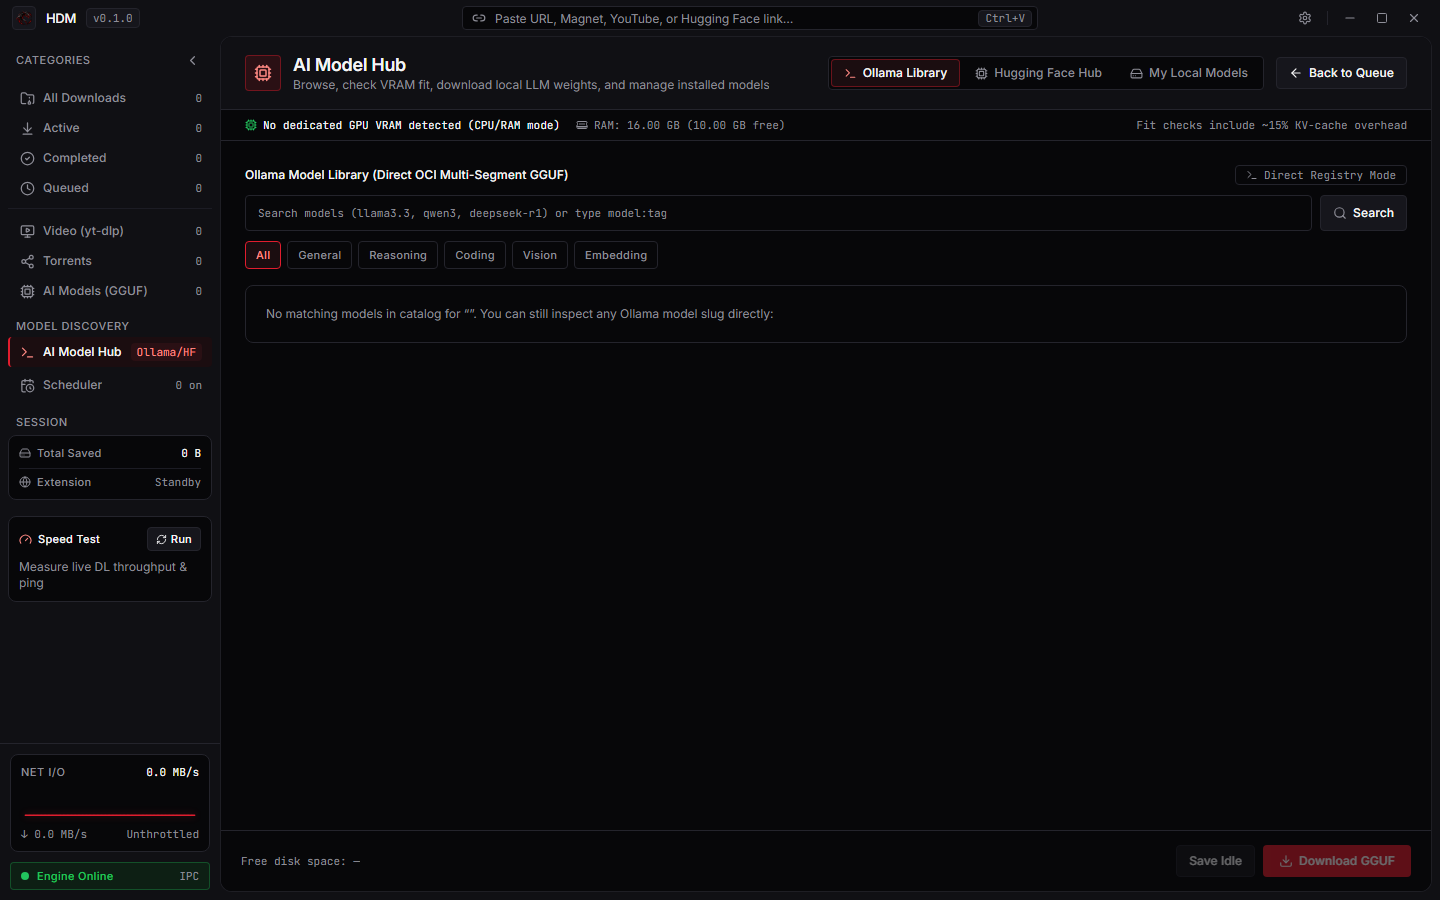 HDM v0.1.0
Paste URL, Magnet, YouTube, or Hugging Face link... Ctrl+V
CATEGORIES
All Downloads 0
Active 0
Completed 0
Queued 0
Video (yt-dlp) 0
Torrents 0
AI Models (GGUF) 0
MODEL DISCOVERY
AI Model Hub Ollama/HF
Scheduler 0 on
SESSION
Total Saved 0 B
Extension Standby
Speed Test Run
Measure live DL throughput &
ping
NET I/O 0.0 MB/s
↓ 0.0 MB/s Unthrottled
Engine Online IPC
AI Model Hub
Browse, check VRAM fit, download local LLM weights, and manage installed models
Ollama Library Hugging Face Hub My Local Models Back to Queue
No dedicated GPU VRAM detected (CPU/RAM mode) RAM: 16.00 GB (10.00 GB free) Fit checks include ~15% KV-cache overhead
Ollama Model Library (Direct OCI Multi-Segment GGUF) Direct Registry Mode
Search models (llama3.3, qwen3, deepseek-r1) or type model:tag Search
All General Reasoning Coding Vision Embedding
No matching models in catalog for “”. You can still inspect any Ollama model slug directly:
Free disk space: — Save Idle Download GGUF